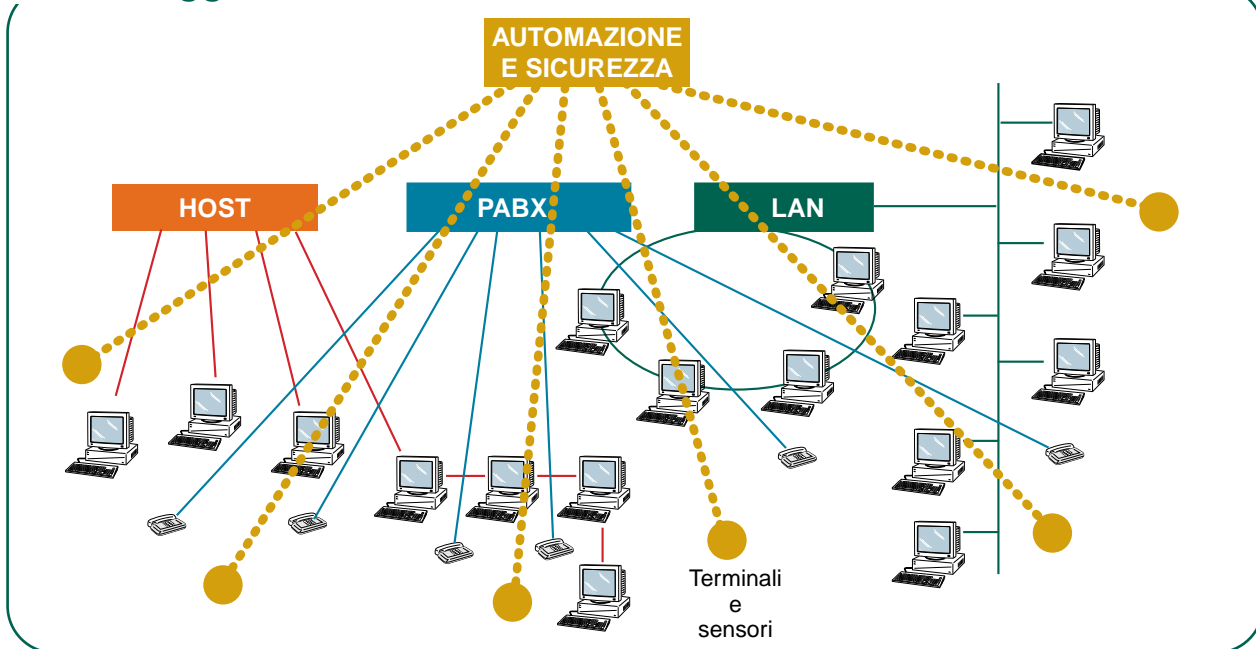 AUTOMAZIONE
E SICUREZZA
HOST
PABX
LAN
Terminali
e
sensori